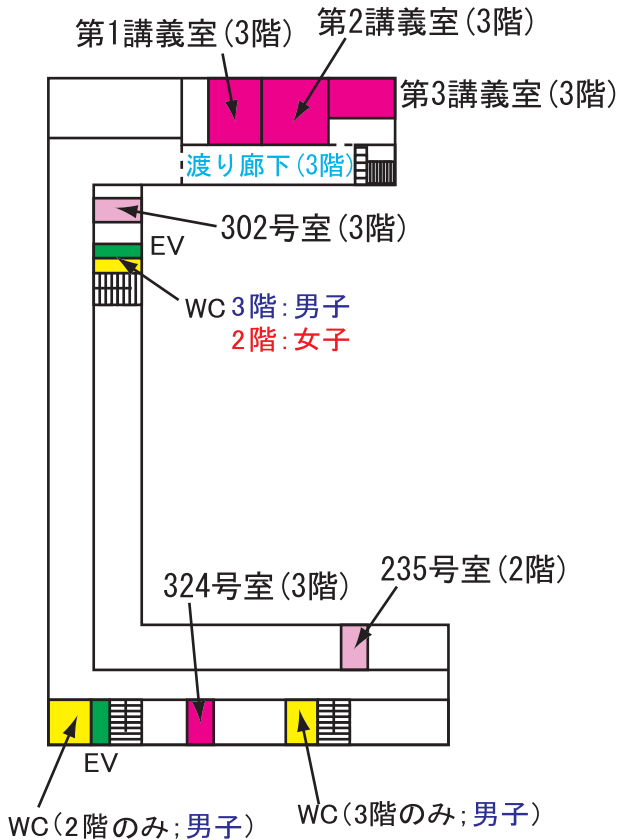 第1講義室(3階)
第2講義室(3階)
第3講義室(3階)
渡り廊下(3階)
302号室(3階)
EV
WC 3階:男子
2階:女子
324号室(3階)
235号室(2階)
EV
WC(2階のみ;男子)
WC(3階のみ;男子)